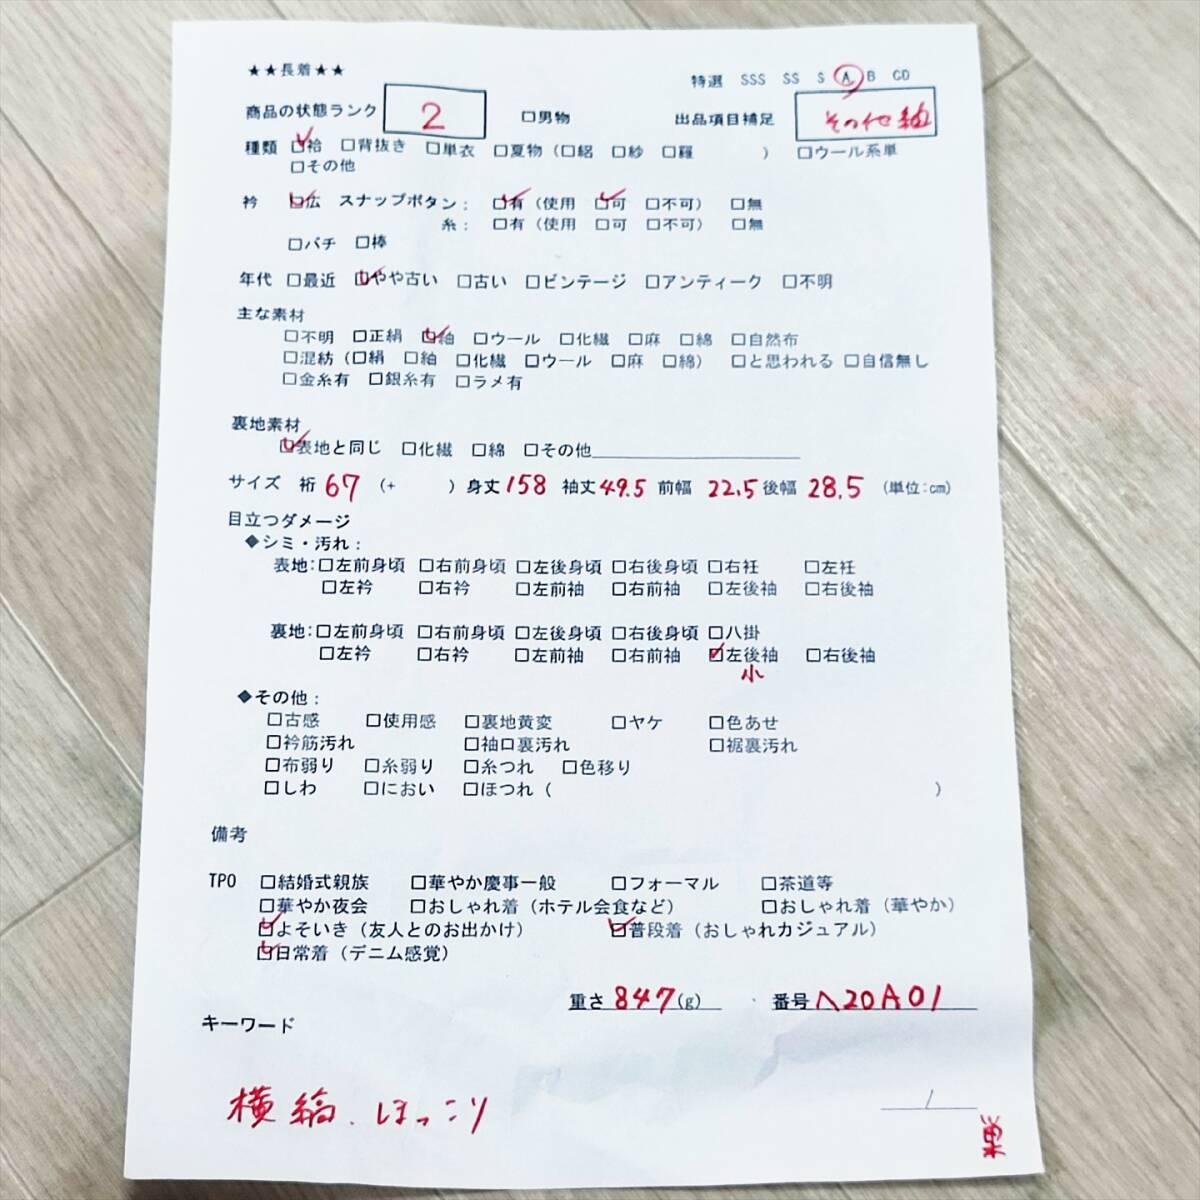 ★★長着★★
特選 SSS SS S A B CD
商品の状態ランク 2 □男物 出品項目補足 その他紬
種類 □袷 □背抜き □単衣 □夏物（□絽 □紗 □羅 ） □ウール系単
□その他
衿 □広 スナップボタン： □有（使用 □可 □不可） □無
糸： □有（使用 □可 □不可） □無
□バチ □棒
年代 □最近 □やや古い □古い □ビンテージ □アンティーク □不明
主な素材
□不明 □正絹 □紬 □ウール □化繊 □麻 □綿 □自然布
□混紡（□絹 □紬 □化繊 □ウール □麻 □綿） □と思われる □自信無し
□金糸有 □銀糸有 □ラメ有
裏地素材
□表地と同じ □化繊 □綿 □その他
サイズ 裄 67 （+ ）身丈 158 袖丈 49.5 前幅 22.5 後幅 28.5 （単位:cm）
目立つダメージ
◆シミ・汚れ：
表地:□左前身頃 □右前身頃 □左後身頃 □右後身頃 □右衽 □左衽
□左衿 □右衿 □左前袖 □右前袖 □左後袖 □右後袖
裏地:□左前身頃 □右前身頃 □左後身頃 □右後身頃 □八掛
□左衿 □右衿 □左前袖 □右前袖 □左後袖 □右後袖
小
◆その他：
□古感 □使用感 □裏地黄変 □ヤケ □色あせ
□衿筋汚れ □袖口裏汚れ □裾裏汚れ
□布弱り □糸弱り □糸つれ □色移り
□しわ □におい □ほつれ（ ）
備考
TPO □結婚式親族 □華やか慶事一般 □フォーマル □茶道等
□華やか夜会 □おしゃれ着（ホテル会食など） □おしゃれ着（華やか）
□よそいき（友人とのお出かけ） □普段着（おしゃれカジュアル）
□日常着（デニム感覚）
重さ 847 (g) 番号 へ20A01
キーワード
横縞、ほっこり
/